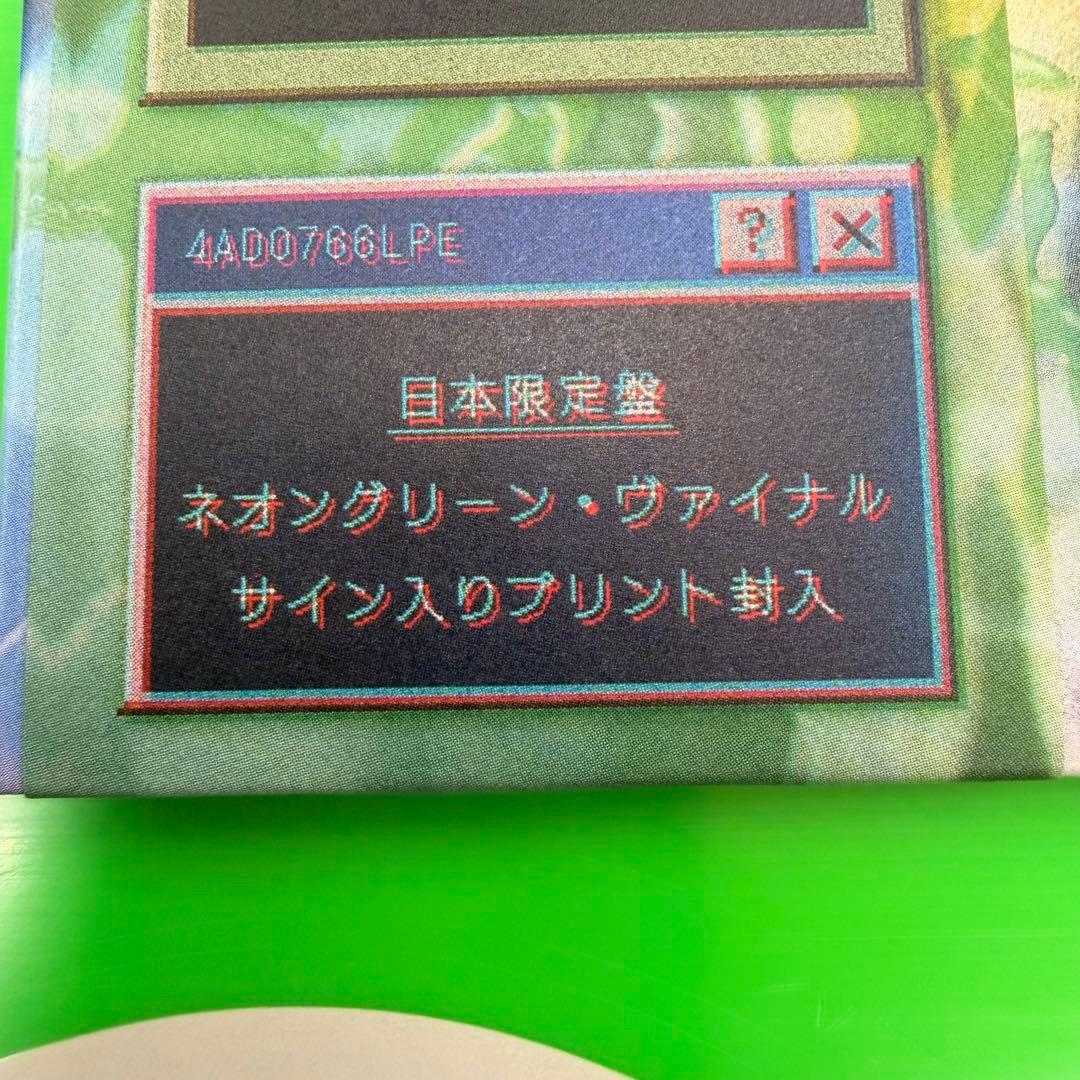 4AD0766LPE
?
×
日本限定盤
ネオングリーン・ヴァイナル
サイン入りプリント封入